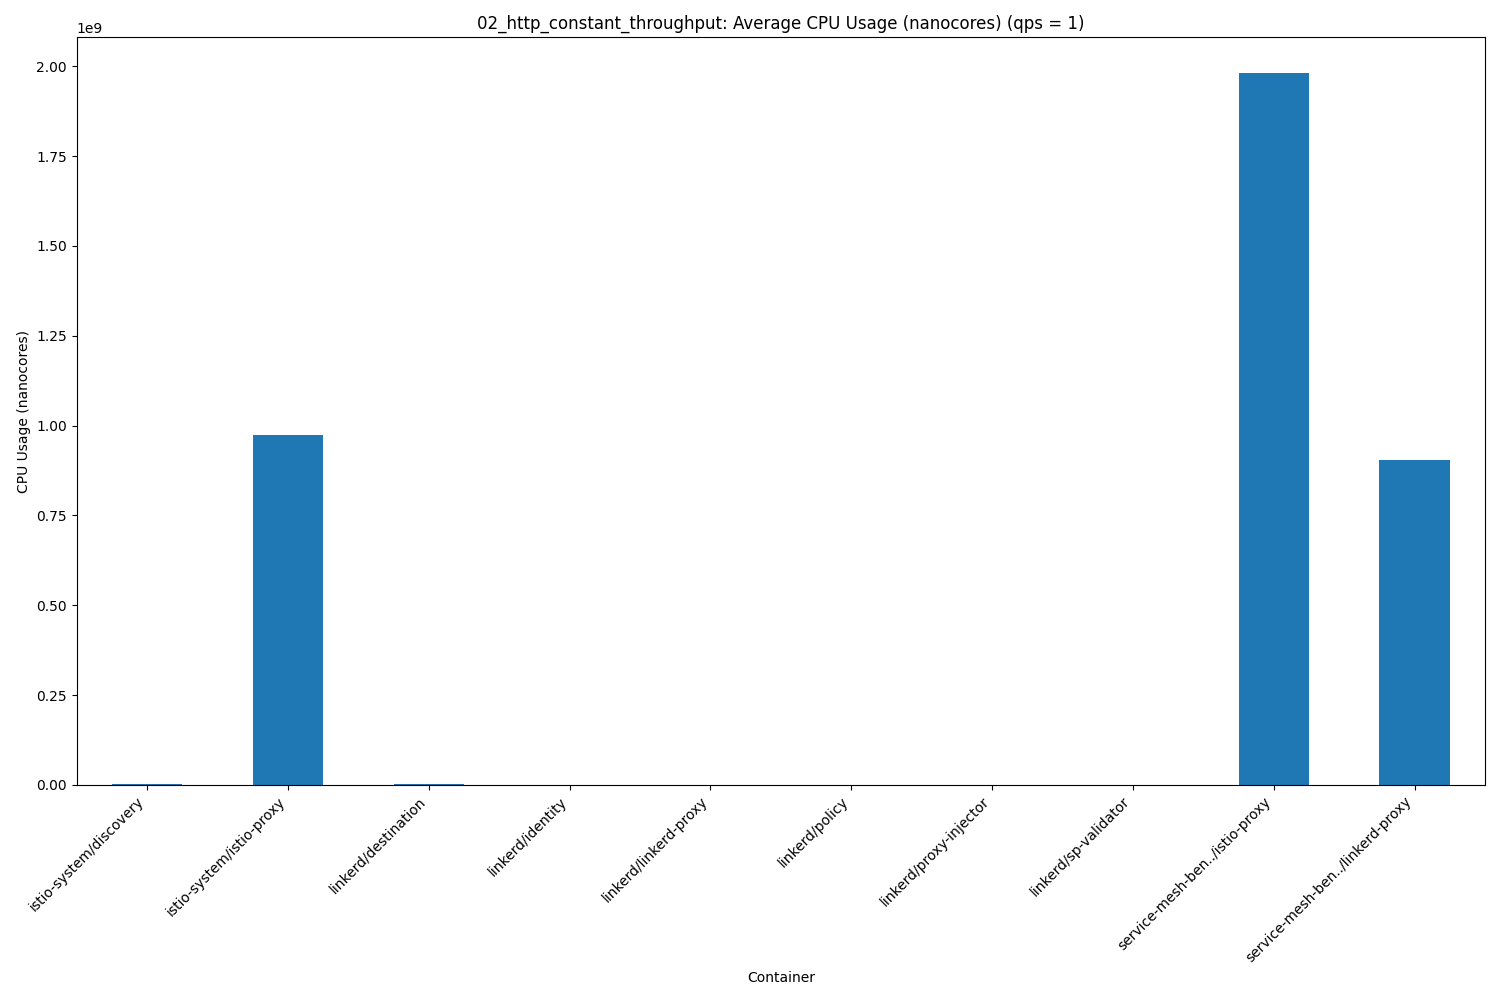 02_http_constant_throughput: Average CPU Usage (nanocores) (qps = 1)
1e9
2.00
1.75
1.50
1.25
1.00
0.75
0.50
0.25
0.00
CPU Usage (nanocores)
istio-system/discovery
istio-system/istio-proxy
linkerd/destination
linkerd/identity
linkerd/linkerd-proxy
linkerd/policy
linkerd/proxy-injector
linkerd/sp-validator
service-mesh-ben../istio-proxy
service-mesh-ben../linkerd-proxy
Container